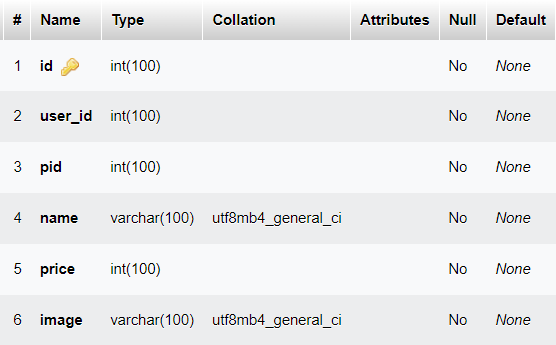 # Name Type Collation Attributes Null Default
1 id int(100) No None
2 user_id int(100) No None
3 pid int(100) No None
4 name varchar(100) utf8mb4_general_ci No None
5 price int(100) No None
6 image varchar(100) utf8mb4_general_ci No None